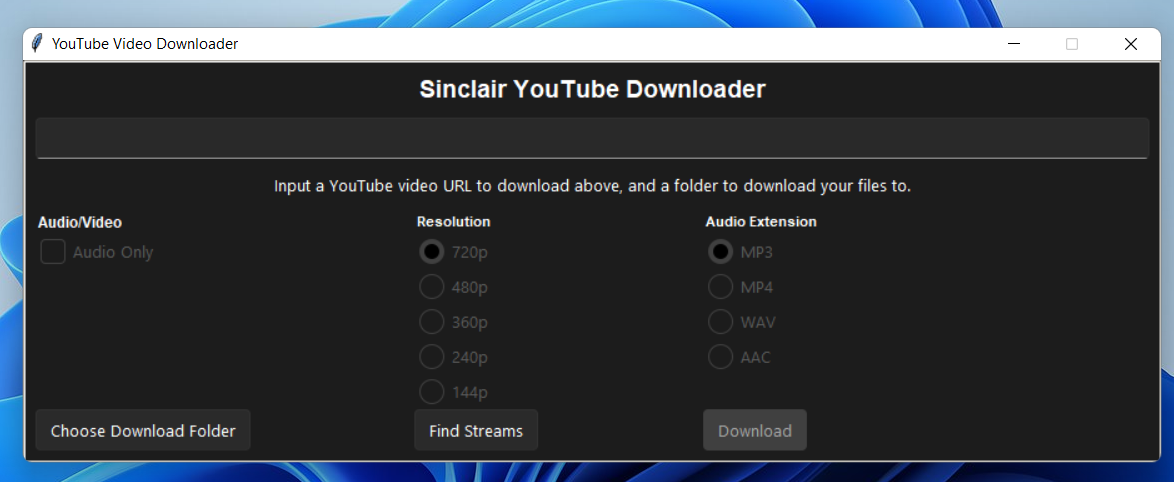 YouTube Video Downloader
Sinclair YouTube Downloader
Input a YouTube video URL to download above, and a folder to download your files to.
Audio/Video
Resolution
Audio Extension
Audio Only
720p
MP3
480p
MP4
360p
WAV
240p
AAC
144p
Choose Download Folder
Find Streams
Download